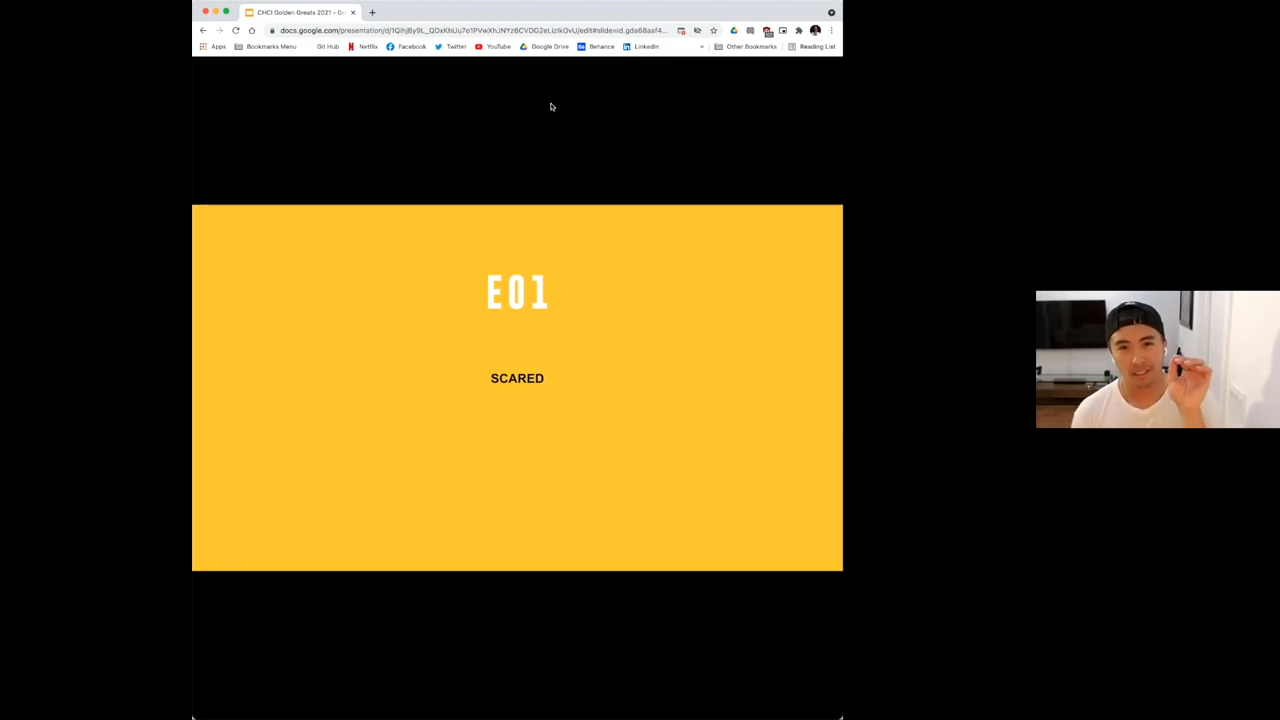 CHCI Golden Greats 2021 - Go
Apps Bookmarks Menu Git Hub Netflix Facebook Twitter YouTube Google Drive Behance LinkedIn » Other Bookmarks Reading List
E01
SCARED